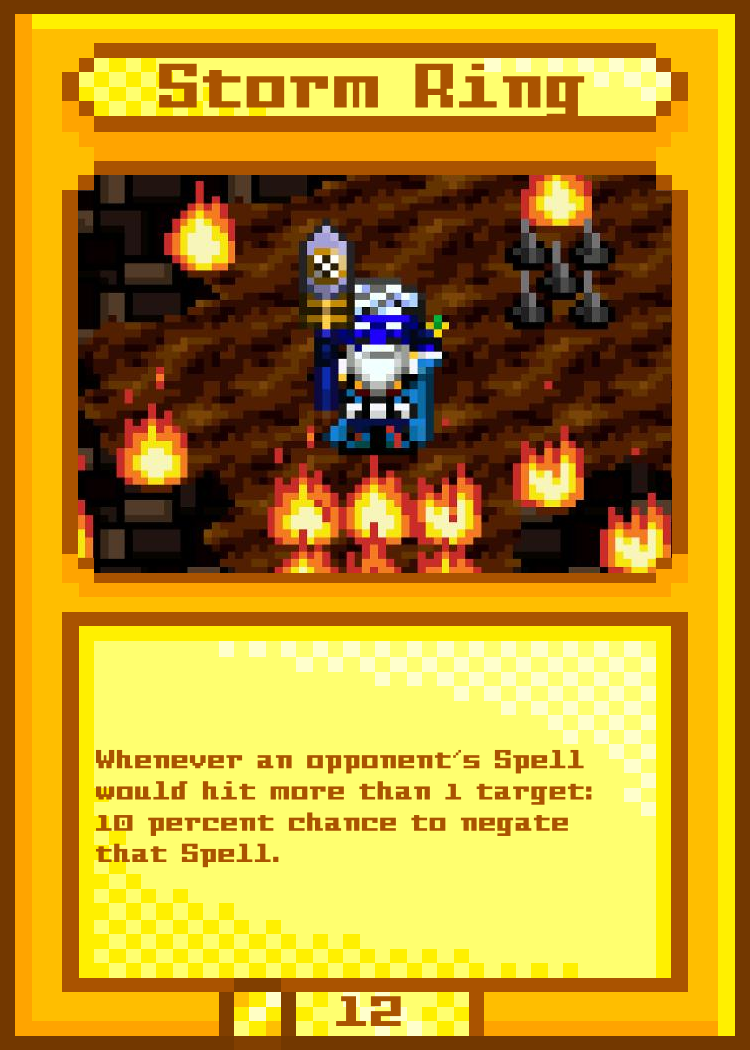 Storm Ring
Whenever an opponent's Spell
would hit more than 1 target:
10 percent chance to negate
that Spell.
12